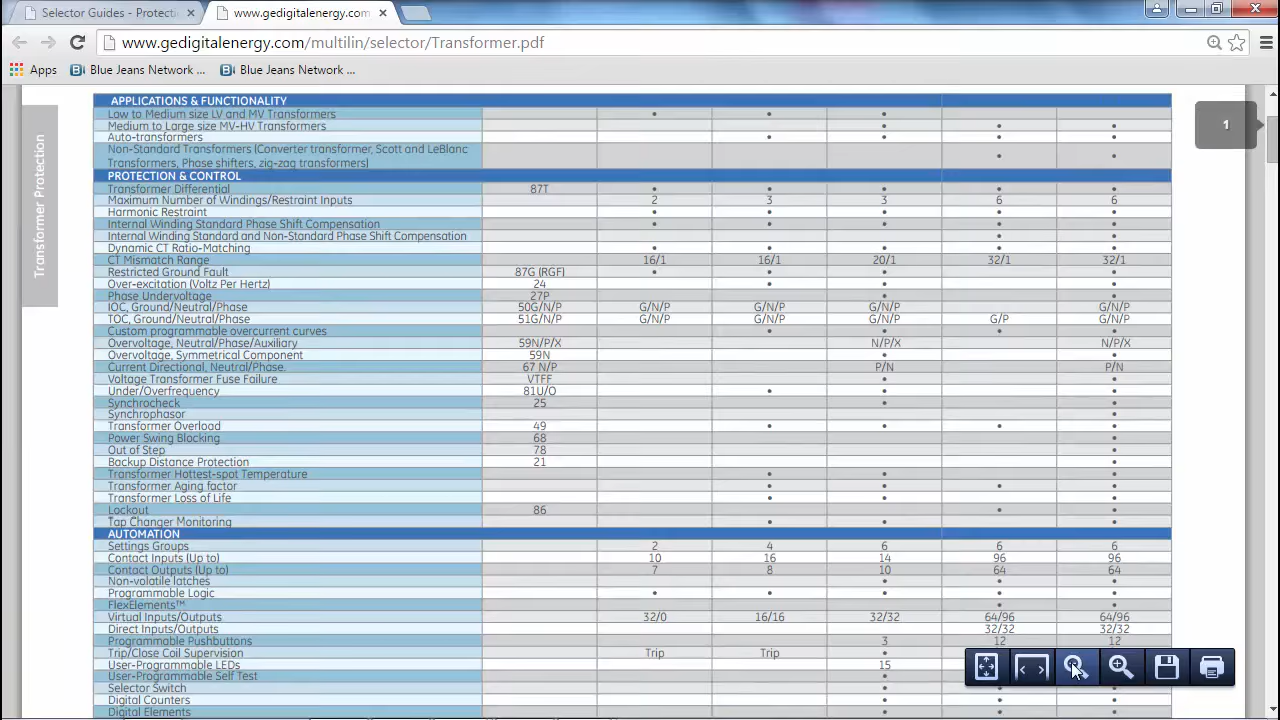 Selector Guides - Protecti
www.gedigitalenergy.com/
www.gedigitalenergy.com/multilin/selector/Transformer.pdf
Apps Blue Jeans Network ... Blue Jeans Network ...
Transformer Protection
1
APPLICATIONS & FUNCTIONALITY
Low to Medium size LV and MV Transformers • • •
Medium to Large size MV-HV Transformers • • •
Auto-transformers • • • •
Non-Standard Transformers (Converter transformer, Scott and LeBlanc
Transformers, Phase shifters, zig-zag transformers) • •
PROTECTION & CONTROL
Transformer Differential 87T • • • • •
Maximum Number of Windings/Restraint Inputs 2 3 3 6 6
Harmonic Restraint • • • • •
Internal Winding Standard Phase Shift Compensation • • • • •
Internal Winding Standard and Non-Standard Phase Shift Compensation • •
Dynamic CT Ratio-Matching • • • • •
CT Mismatch Range 16/1 16/1 20/1 32/1 32/1
Restricted Ground Fault 87G (RGF) • • • •
Over-excitation (Voltz Per Hertz) 24 • • • •
Phase Undervoltage 27P • •
IOC, Ground/Neutral/Phase 50G/N/P G/N/P G/N/P G/N/P G/N/P
TOC, Ground/Neutral/Phase 51G/N/P G/N/P G/N/P G/N/P G/P G/N/P
Custom programmable overcurrent curves • • • •
Overvoltage, Neutral/Phase/Auxiliary 59N/P/X N/P/X N/P/X
Overvoltage, Symmetrical Component 59N • •
Current Directional, Neutral/Phase. 67 N/P P/N P/N
Voltage Transformer Fuse Failure VTFF • •
Under/Overfrequency 81U/O • • •
Synchrocheck 25 • •
Synchrophasor •
Transformer Overload 49 • • • •
Power Swing Blocking 68 •
Out of Step 78 •
Backup Distance Protection 21 •
Transformer Hottest-spot Temperature • • •
Transformer Aging factor • • • •
Transformer Loss of Life • • •
Lockout 86 • •
Tap Changer Monitoring • • •
AUTOMATION
Settings Groups 2 4 6 6 6
Contact Inputs (Up to) 10 16 14 96 96
Contact Outputs (Up to) 7 8 10 64 64
Non-volatile latches • • •
Programmable Logic • • • • •
FlexElements™ • •
Virtual Inputs/Outputs 32/0 16/16 32/32 64/96 64/96
Direct Inputs/Outputs 32/32 32/32
Programmable Pushbuttons 3 12 12
Trip/Close Coil Supervision Trip Trip •
User-Programmable LEDs 15
User-Programmable Self Test •
Selector Switch •
Digital Counters •
Digital Elements •